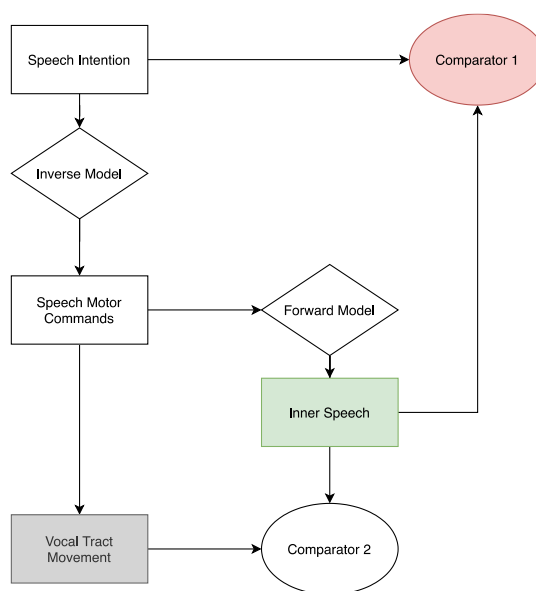 Speech Intention
Comparator 1
Inverse Model
Speech Motor
Commands
Forward Model
Inner Speech
Vocal Tract
Movement
Comparator 2